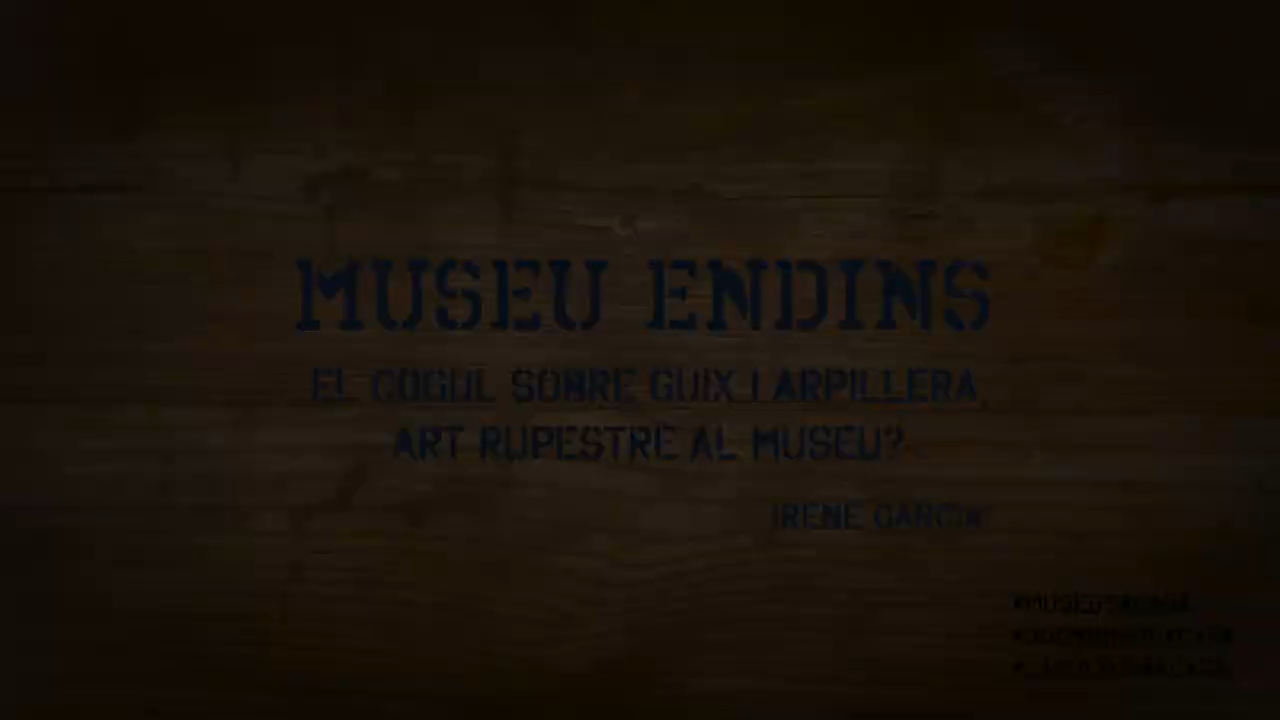 MUSEU ENDINS
EL COGUL SOBRE GUIX I ARPILLERA
ART RUPESTRE AL MUSEU?
IRENE GARCIA